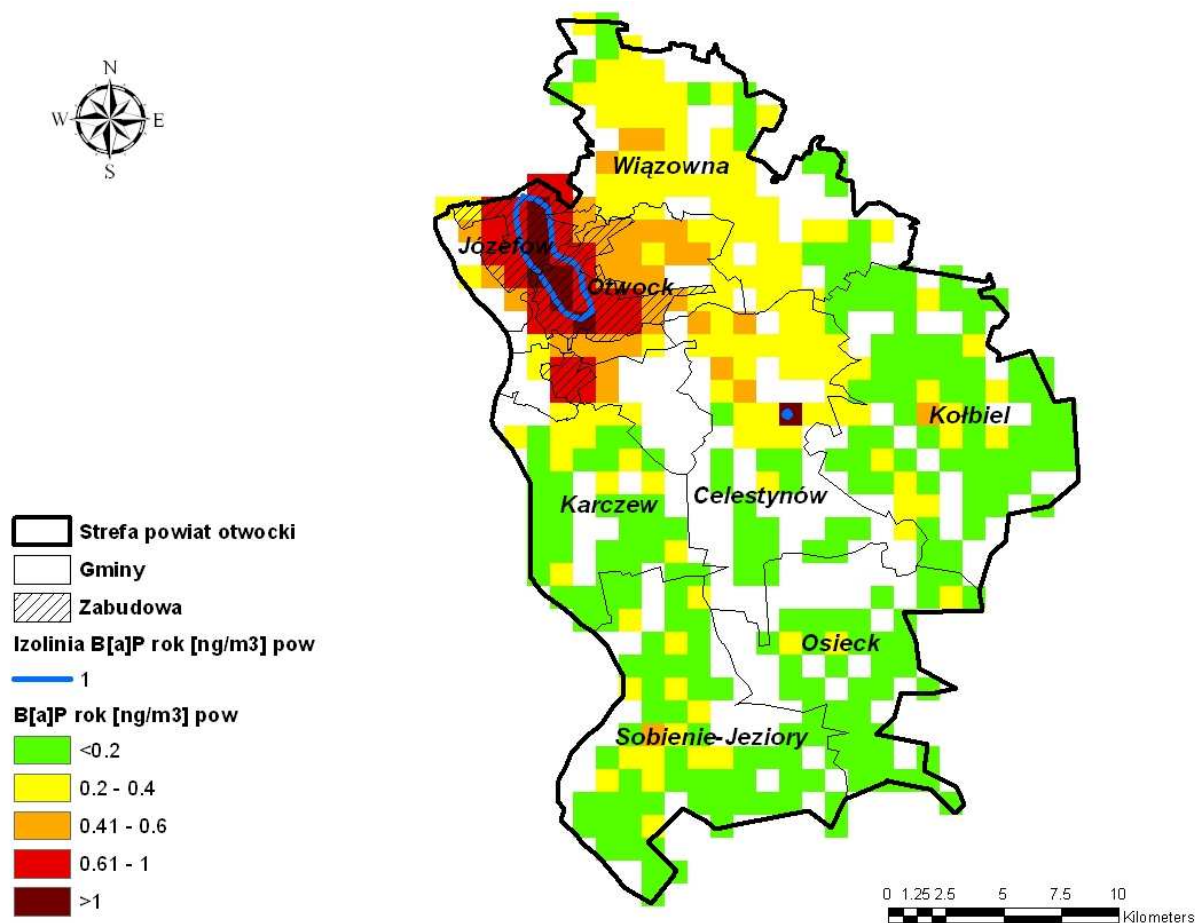 N
W E
S
Wiązowna
Józefow
Otwock
Kołbiel
Celestynów
Karczew
Osieck
Sobienie-Jeziory
Strefa powiat otwocki
Gminy
Zabudowa
Izolinia B[a]P rok [ng/m3] pow
1
B[a]P rok [ng/m3] pow
<0.2
0.2 - 0.4
0.41 - 0.6
0.61 - 1
>1
0 1.25 2.5 5 7.5 10
Kilometers